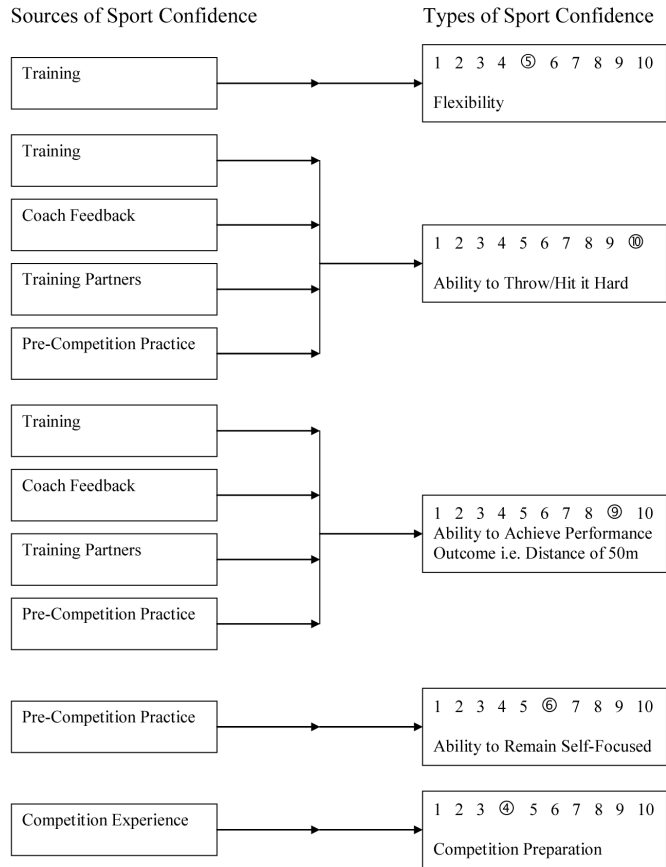 Sources of Sport Confidence
Types of Sport Confidence
Training
1 2 3 4 ⑤ 6 7 8 9 10
Flexibility
Training
Coach Feedback
Training Partners
Pre-Competition Practice
1 2 3 4 5 6 7 8 9 ⑩
Ability to Throw/Hit it Hard
Training
Coach Feedback
Training Partners
Pre-Competition Practice
1 2 3 4 5 6 7 8 ⑨ 10
Ability to Achieve Performance
Outcome i.e. Distance of 50m
Pre-Competition Practice
1 2 3 4 5 ⑥ 7 8 9 10
Ability to Remain Self-Focused
Competition Experience
1 2 3 ④ 5 6 7 8 9 10
Competition Preparation